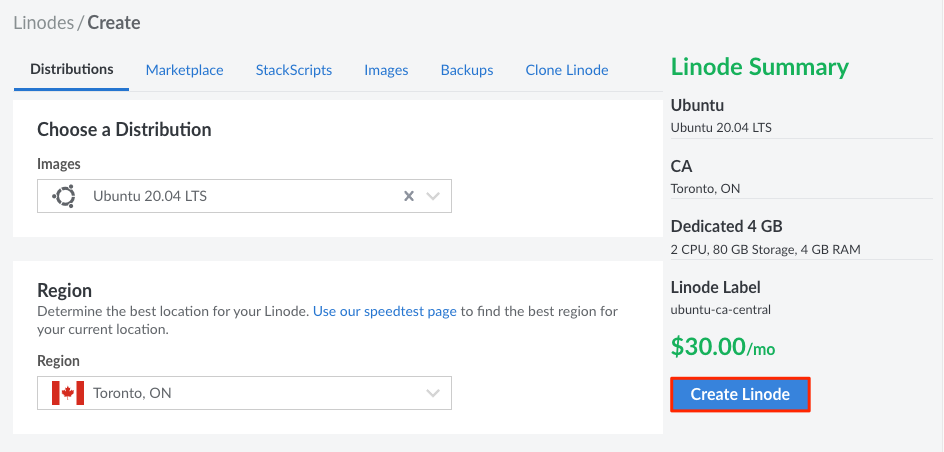 Linodes / Create
Distributions Marketplace StackScripts Images Backups Clone Linode
Choose a Distribution
Images
Ubuntu 20.04 LTS
Region
Determine the best location for your Linode. Use our speedtest page to find the best region for
your current location.
Region
Toronto, ON
Linode Summary
Ubuntu
Ubuntu 20.04 LTS
CA
Toronto, ON
Dedicated 4 GB
2 CPU, 80 GB Storage, 4 GB RAM
Linode Label
ubuntu-ca-central
$30.00/mo
Create Linode